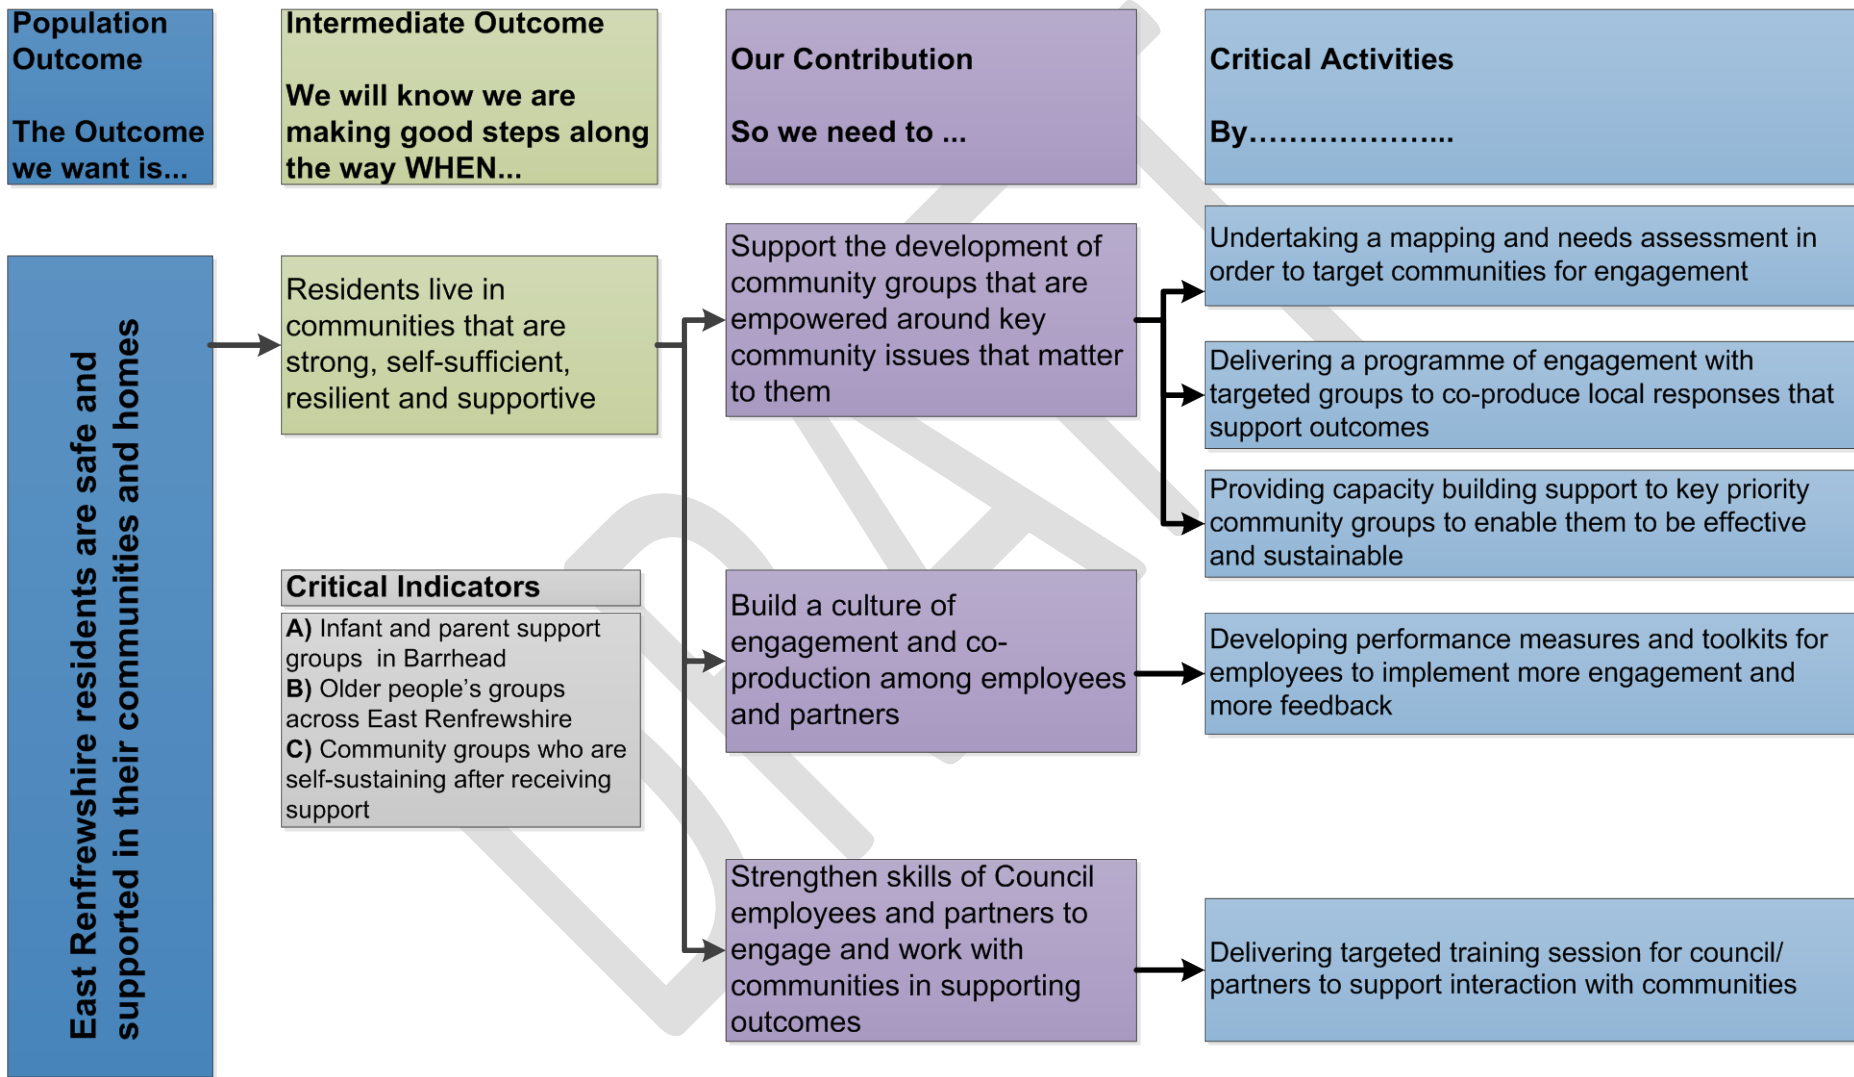 Population
Outcome
The Outcome
we want is...
Intermediate Outcome
We will know we are
making good steps along
the way WHEN...
Our Contribution
So we need to ...
Critical Activities
By………………....
East Renfrewshire residents are safe and
supported in their communities and homes
Residents live in
communities that are
strong, self-sufficient,
resilient and supportive
Critical Indicators
A) Infant and parent support
groups  in Barrhead
B) Older people’s groups
across East Renfrewshire
C) Community groups who are
self-sustaining after receiving
support
Support the development of
community groups that are
empowered around key
community issues that matter
to them
Build a culture of
engagement and co-
production among employees
and partners
Strengthen skills of Council
employees and partners to
engage and work with
communities in supporting
outcomes
Undertaking a mapping and needs assessment in
order to target communities for engagement
Delivering a programme of engagement with
targeted groups to co-produce local responses that
support outcomes
Providing capacity building support to key priority
community groups to enable them to be effective
and sustainable
Developing performance measures and toolkits for
employees to implement more engagement and
more feedback
Delivering targeted training session for council/
partners to support interaction with communities
DRAFT